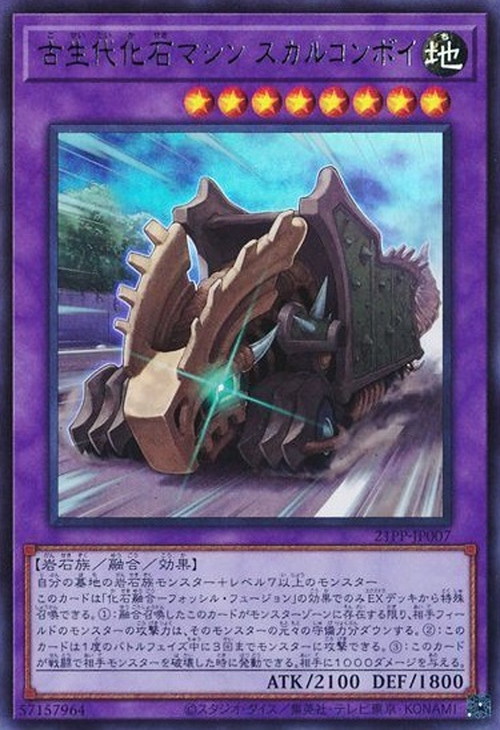 古生代化石マシン スカルコンボイ
地
21PP-JP007
【岩石族／融合／効果】
自分の墓地の岩石族モンスター＋レベル７以上のモンスター
このカードは「化石融合－フォッシル・フュージョン」の効果でのみEXデッキから特殊
召喚できる。①：融合召喚したこのカードがモンスターゾーンに存在する限り、相手フィー
ルドのモンスターの攻撃力は、そのモンスターの元々の守備力分ダウンする。②：この
カードは１度のバトルフェイズ中に３回までモンスターに攻撃できる。③：このカード
が戦闘で相手モンスターを破壊した時に発動できる。相手に１０００ダメージを与える。
ATK/2100 DEF/1800
57157964
©スタジオ・ダイス／集英社・テレビ東京・KONAMI